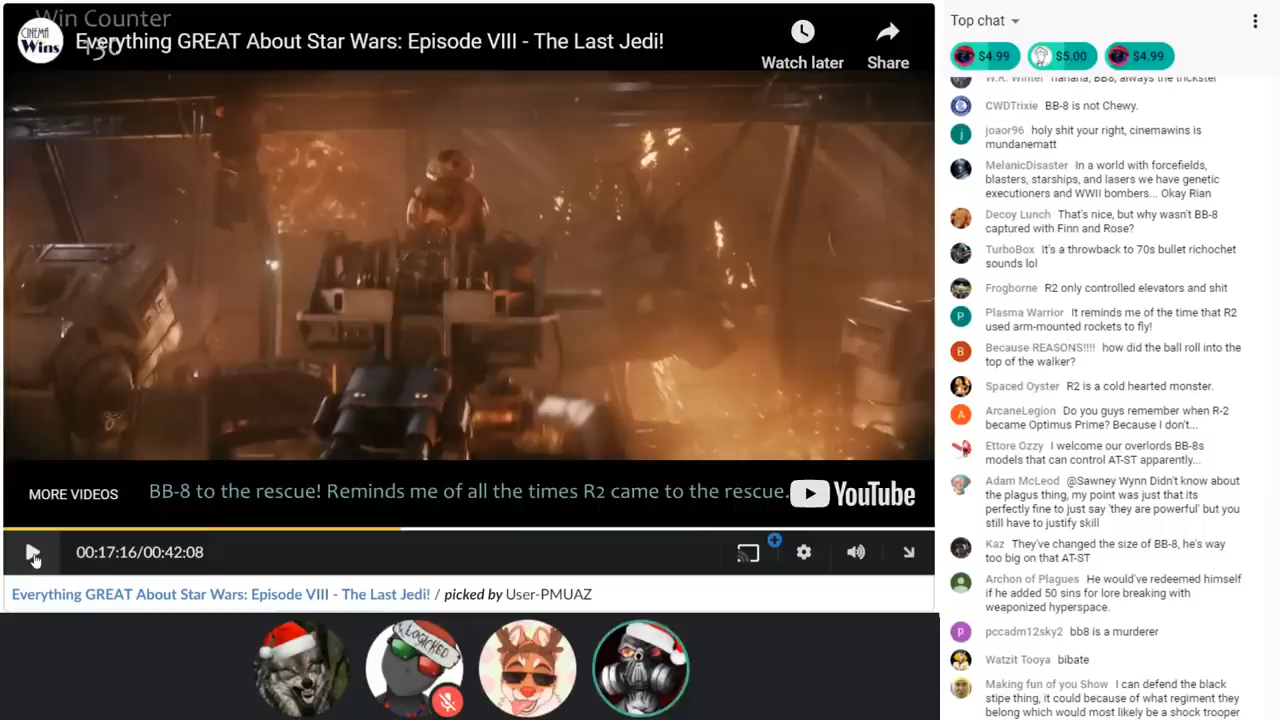 Win Counter
130
CINEMA
Wins
Everything GREAT About Star Wars: Episode VIII - The Last Jedi!
Watch later
Share
MORE VIDEOS
BB-8 to the rescue! Reminds me of all the times R2 came to the rescue.
YouTube
00:17:16/00:42:08
Everything GREAT About Star Wars: Episode VIII - The Last Jedi! / picked by User-PMUAZ
LOGICKED
Top chat
$4.99
$5.00
$4.99
W.R. Winter hahaha, BB8, always the trickster
CWDTrixie BB-8 is not Chewy.
j
joaor96 holy shit your right, cinemawins is
mundanematt
MelanicDisaster In a world with forcefields,
blasters, starships, and lasers we have genetic
executioners and WWII bombers... Okay Rian
Decoy Lunch That's nice, but why wasn't BB-8
captured with Finn and Rose?
TurboBox It's a throwback to 70s bullet richochet
sounds lol
Frogborne R2 only controlled elevators and shit
P
Plasma Warrior It reminds me of the time that R2
used arm-mounted rockets to fly!
B
Because REASONS!!!! how did the ball roll into the
top of the walker?
Spaced Oyster R2 is a cold hearted monster.
A
ArcaneLegion Do you guys remember when R-2
became Optimus Prime? Because I don't...
Ettore Ozzy I welcome our overlords BB-8s
models that can control AT-ST apparently...
Adam McLeod @Sawney Wynn Didn't know about
the plagus thing, my point was just that its
perfectly fine to just say 'they are powerful' but you
still have to justify skill
Kaz They've changed the size of BB-8, he's way
too big on that AT-ST
Archon of Plagues He would've redeemed himself
if he added 50 sins for lore breaking with
weaponized hyperspace.
p
pccadm12sky2 bb8 is a murderer
Watzit Tooya bibate
Making fun of you Show I can defend the black
stipe thing, it could because of what regiment they
belong which would most likely be a shock trooper